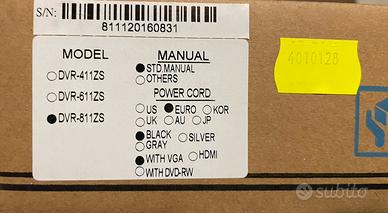 S/N:
811120160831
MODEL
DVR-411ZS
DVR-611ZS
DVR-811ZS
MANUAL
STD.MANUAL
OTHERS
POWER CORD
US EURO KOR
UK AU JP
BLACK SILVER
GRAY
WITH VGA HDMI
WITH DVD-RW
4010128
subito